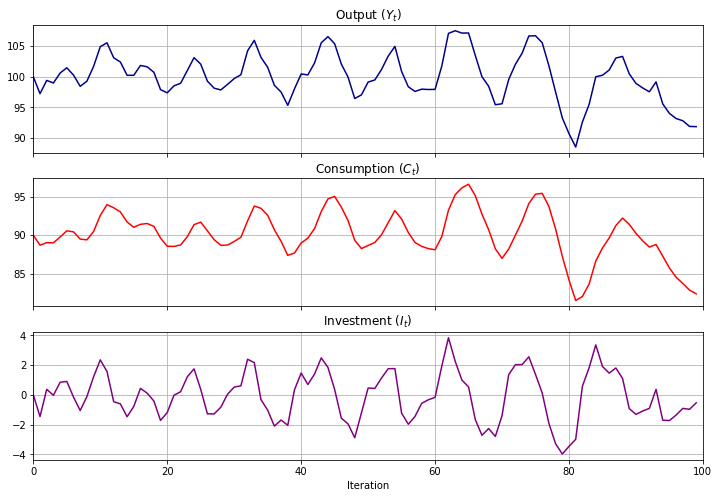 Output (Y_t)
105
100
95
90
Consumption (C_t)
95
90
85
Investment (I_t)
4
2
0
−2
−4
0 20 40 60 80 100
Iteration